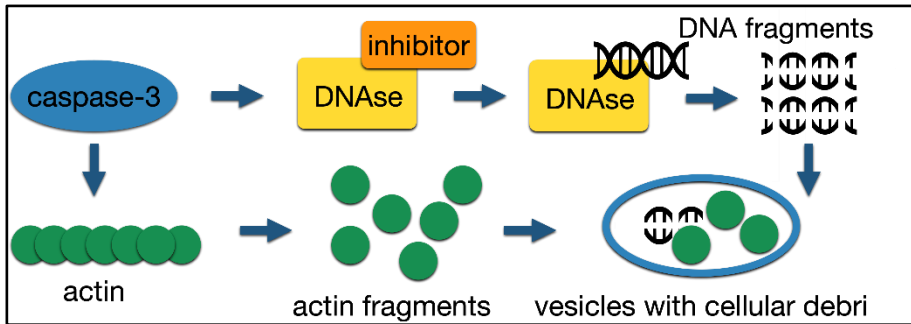 DNA fragments
inhibitor
caspase-3
DNAse
DNAse
actin
actin fragments
vesicles with cellular debri